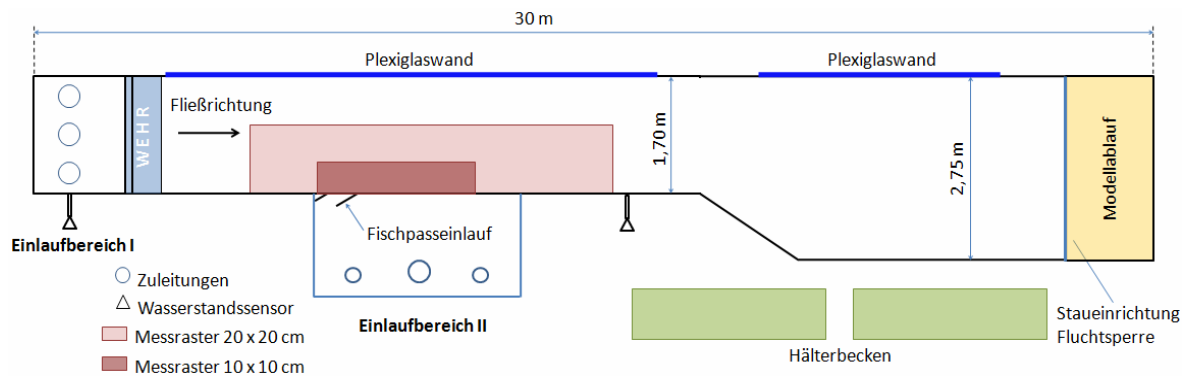 30 m
Plexiglaswand
Plexiglaswand
Fließrichtung
WEHR
1,70 m
2,75 m
Modellablauf
Fischpasseinlauf
Einlaufbereich I
Zuleitungen
Wasserstandssensor
Messraster 20 x 20 cm
Messraster 10 x 10 cm
Einlaufbereich II
Hälterbecken
Staueinrichtung
Fluchtsperre